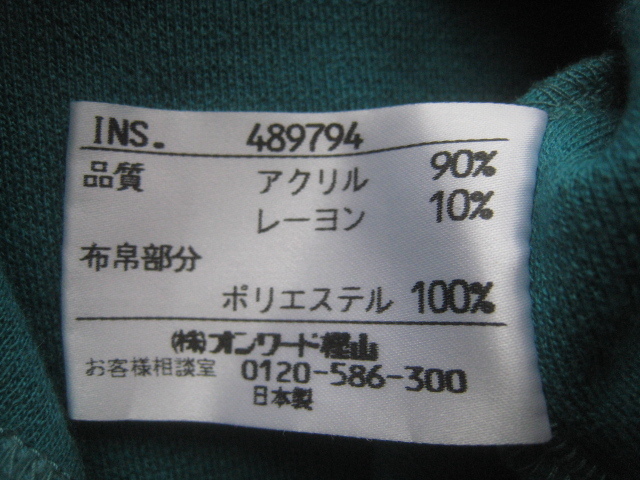 INS. 489794
品質 アクリル 90%
レーヨン 10%
布帛部分
ポリエステル 100%
(株)オンワード樫山
お客様相談室 0120-586-300
日本製